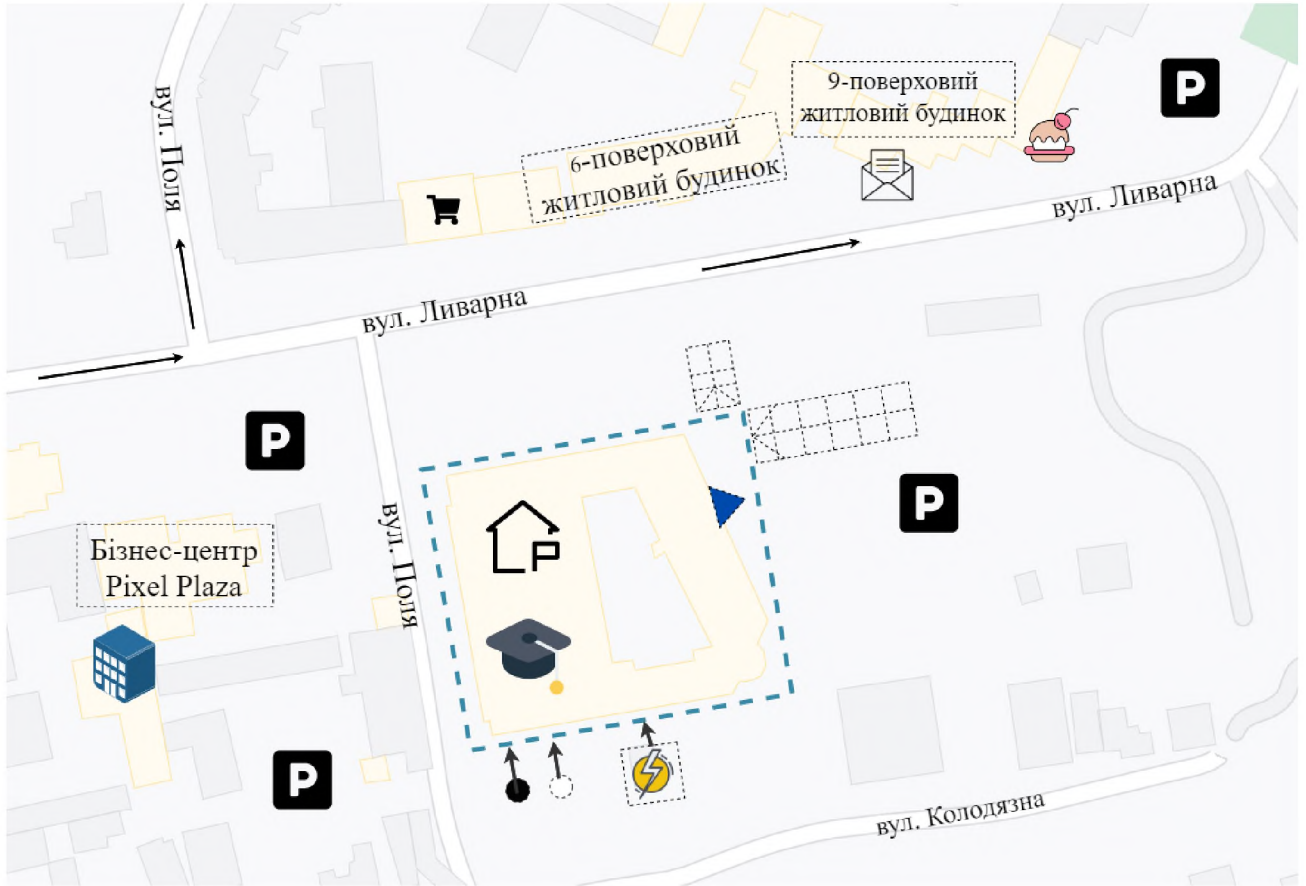 9-поверховий
житловий будинок
P
вул. Поля
6-поверховий
житловий будинок
вул. Ливарна
вул. Ливарна
P
P
P
вул. Поля
Бізнес-центр
Pixel Plaza
P
вул. Колодязна